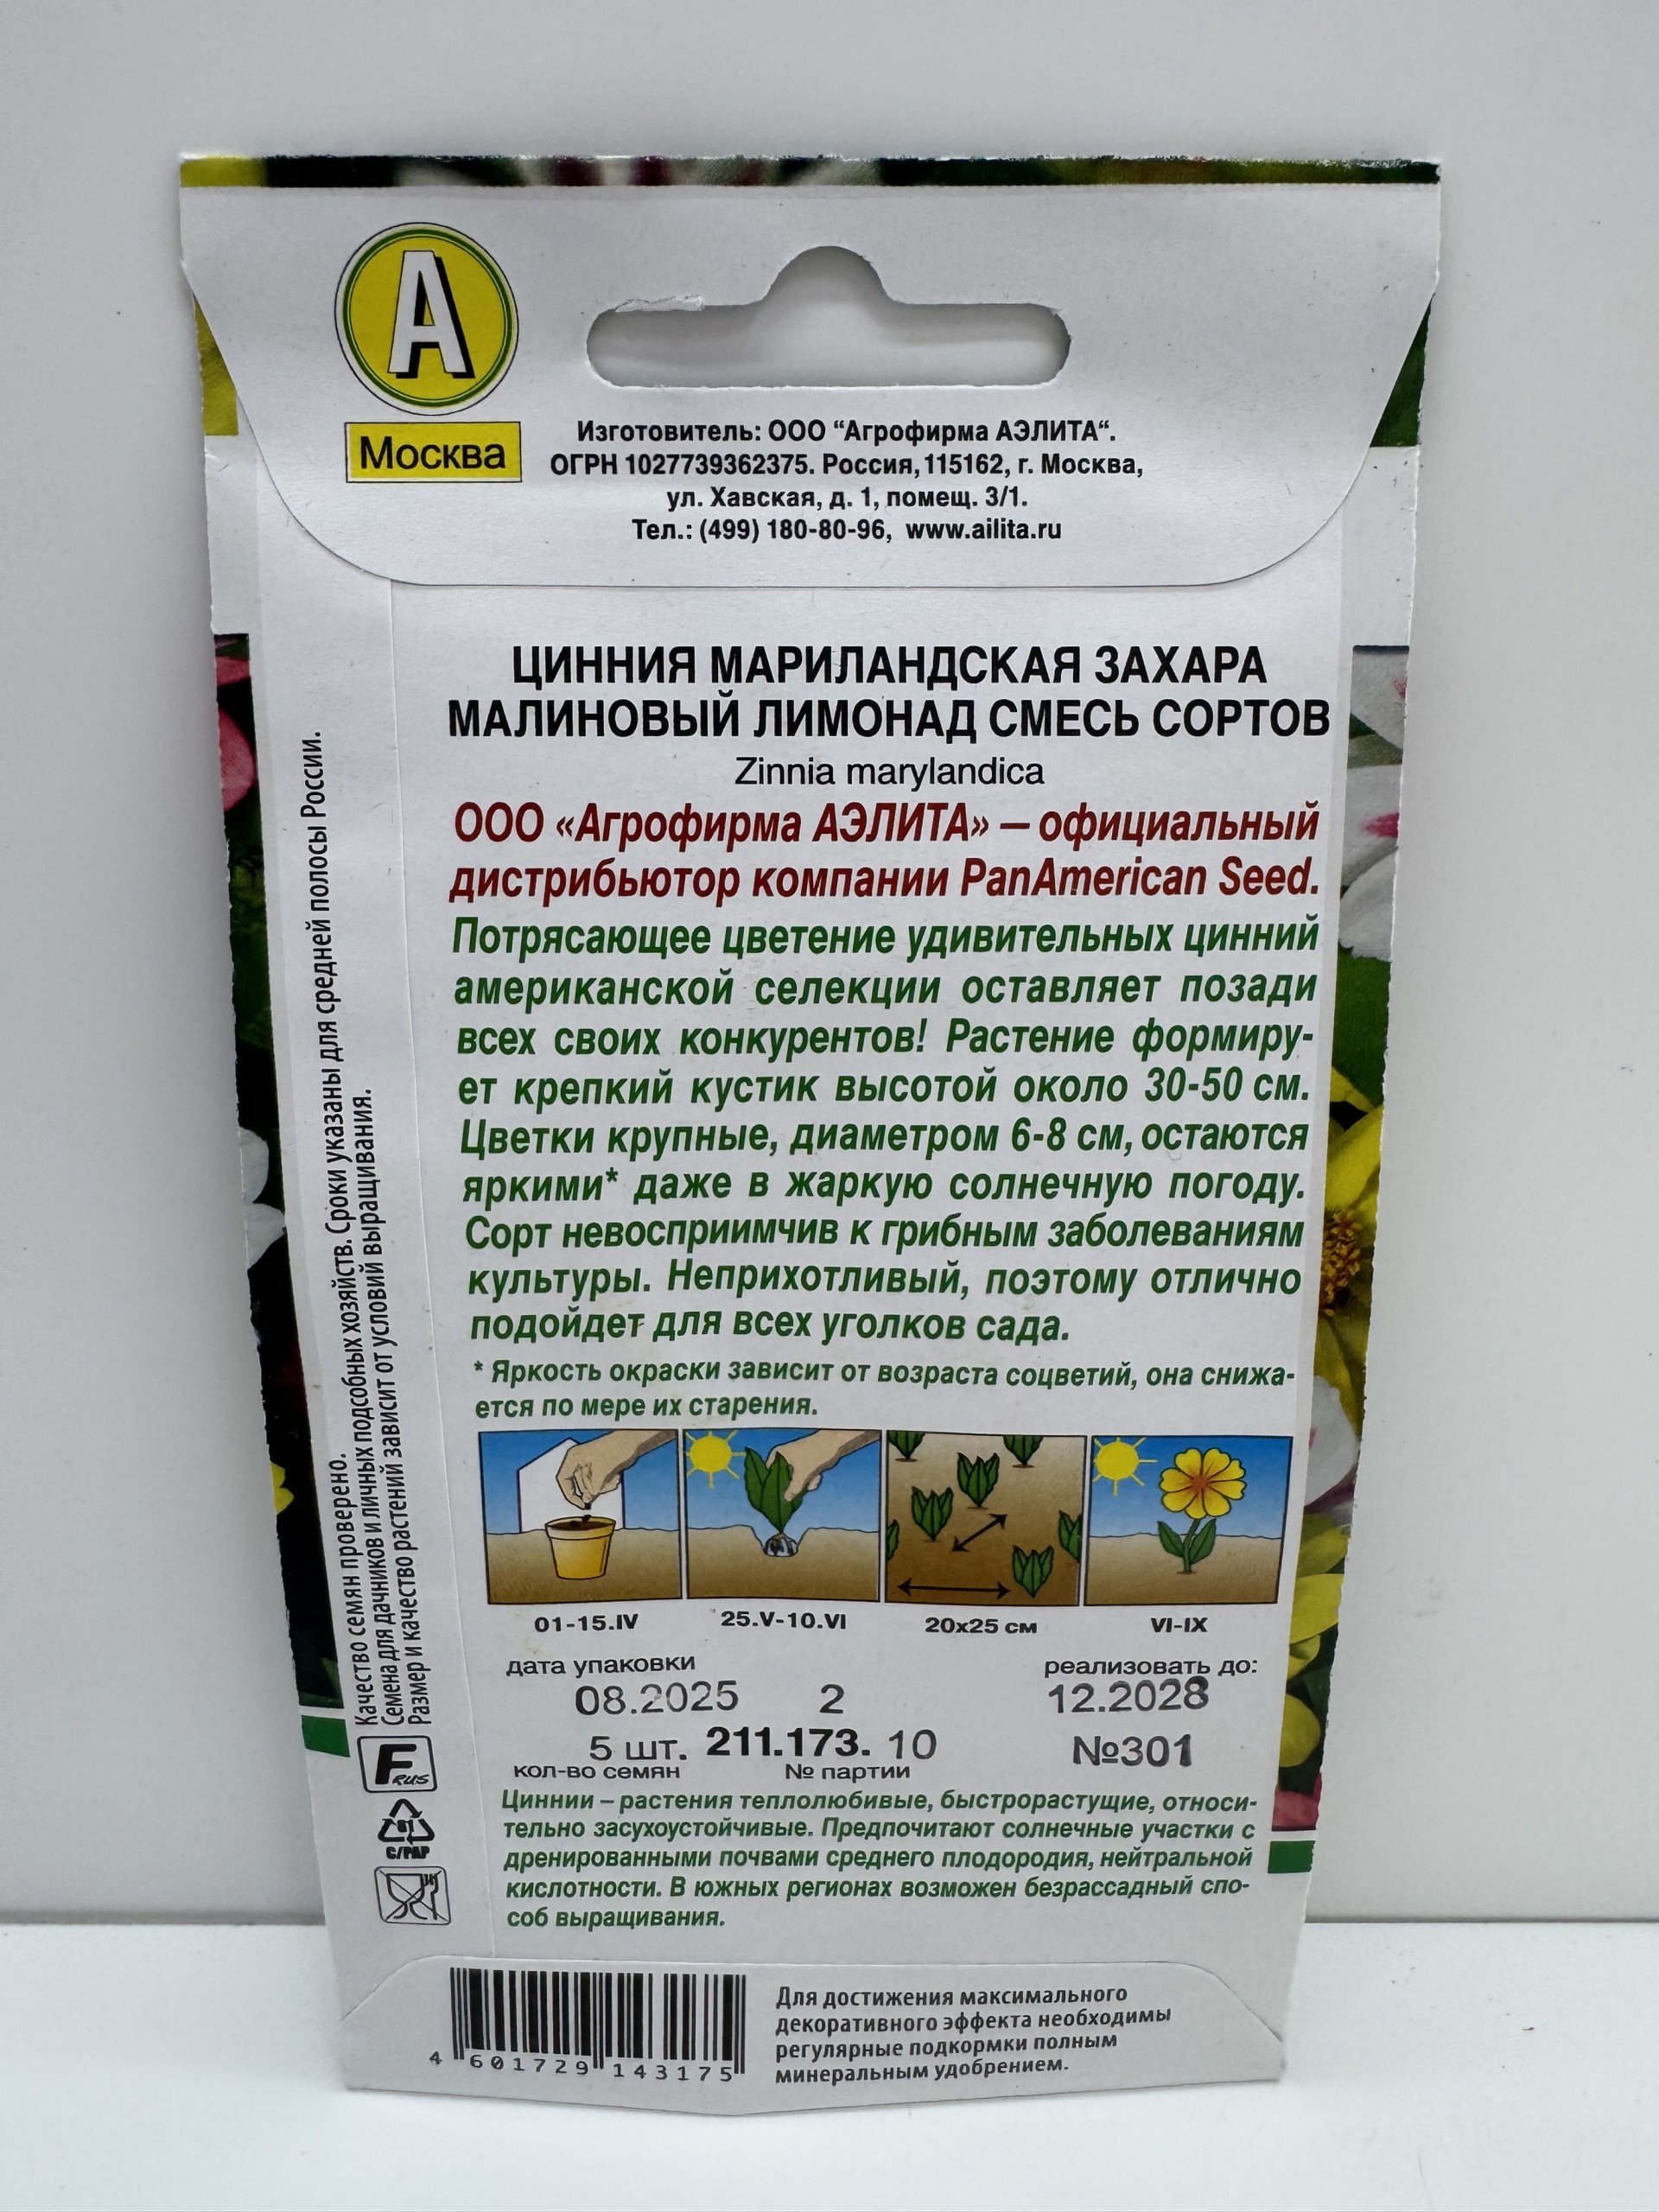 А
Москва
Изготовитель: ООО “Агрофирма АЭЛИТА“.
ОГРН 1027739362375. Россия, 115162, г. Москва,
ул. Хавская, д. 1, помещ. 3/1.
Тел.: (499) 180-80-96, www.ailita.ru
ЦИННИЯ МАРИЛАНДСКАЯ ЗАХАРА
МАЛИНОВЫЙ ЛИМОНАД СМЕСЬ СОРТОВ
Zinnia marylandica
ООО «Агрофирма АЭЛИТА» — официальный
дистрибьютор компании PanAmerican Seed.
Потрясающее цветение удивительных цинний
американской селекции оставляет позади
всех своих конкурентов! Растение формиру-
ет крепкий кустик высотой около 30-50 см.
Цветки крупные, диаметром 6-8 см, остаются
яркими* даже в жаркую солнечную погоду.
Сорт невосприимчив к грибным заболеваниям
культуры. Неприхотливый, поэтому отлично
подойдет для всех уголков сада.
* Яркость окраски зависит от возраста соцветий, она снижа-
ется по мере их старения.
01-15.IV 25.V-10.VI 20х25 см VI-IX
дата упаковки реализовать до:
08.2025 2 12.2028
5 шт. 211.173. 10 №301
кол-во семян № партии
Циннии – растения теплолюбивые, быстрорастущие, относи-
тельно засухоустойчивые. Предпочитают солнечные участки с
дренированными почвами среднего плодородия, нейтральной
кислотности. В южных регионах возможен безрассадный спо-
соб выращивания.
Качество семян проверено.
Семена для дачников и личных подсобных хозяйств. Сроки указаны для средней полосы России.
Размер и качество растений зависит от условий выращивания.
F RUS
81
C/PAP
4 601729 143175
Для достижения максимального
декоративного эффекта необходимы
регулярные подкормки полным
минеральным удобрением.